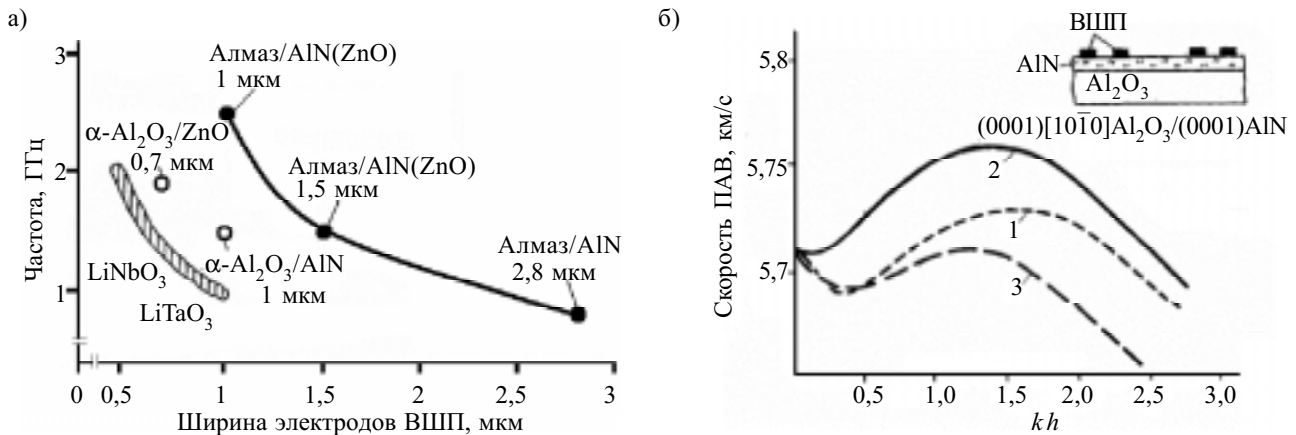 а)
3
2
1
0
0,5
1
1,5
2
2,5
3
Частота, ГГц
Ширина электродов ВШП, мкм
Алмаз/AlN(ZnO)
1 мкм
α-Al₂O₃/ZnO
0,7 мкм
Алмаз/AlN(ZnO)
1,5 мкм
Алмаз/AlN
2,8 мкм
α-Al₂O₃/AlN
1 мкм
LiNbO₃
LiTaO₃
б)
5,8
5,75
5,7
Скорость ПАВ, км/с
0,5
1,0
1,5
2,0
2,5
3,0
kh
ВШП
AlN
Al₂O₃
(0001)[101̄0]Al₂O₃/(0001)AlN
2
1
3